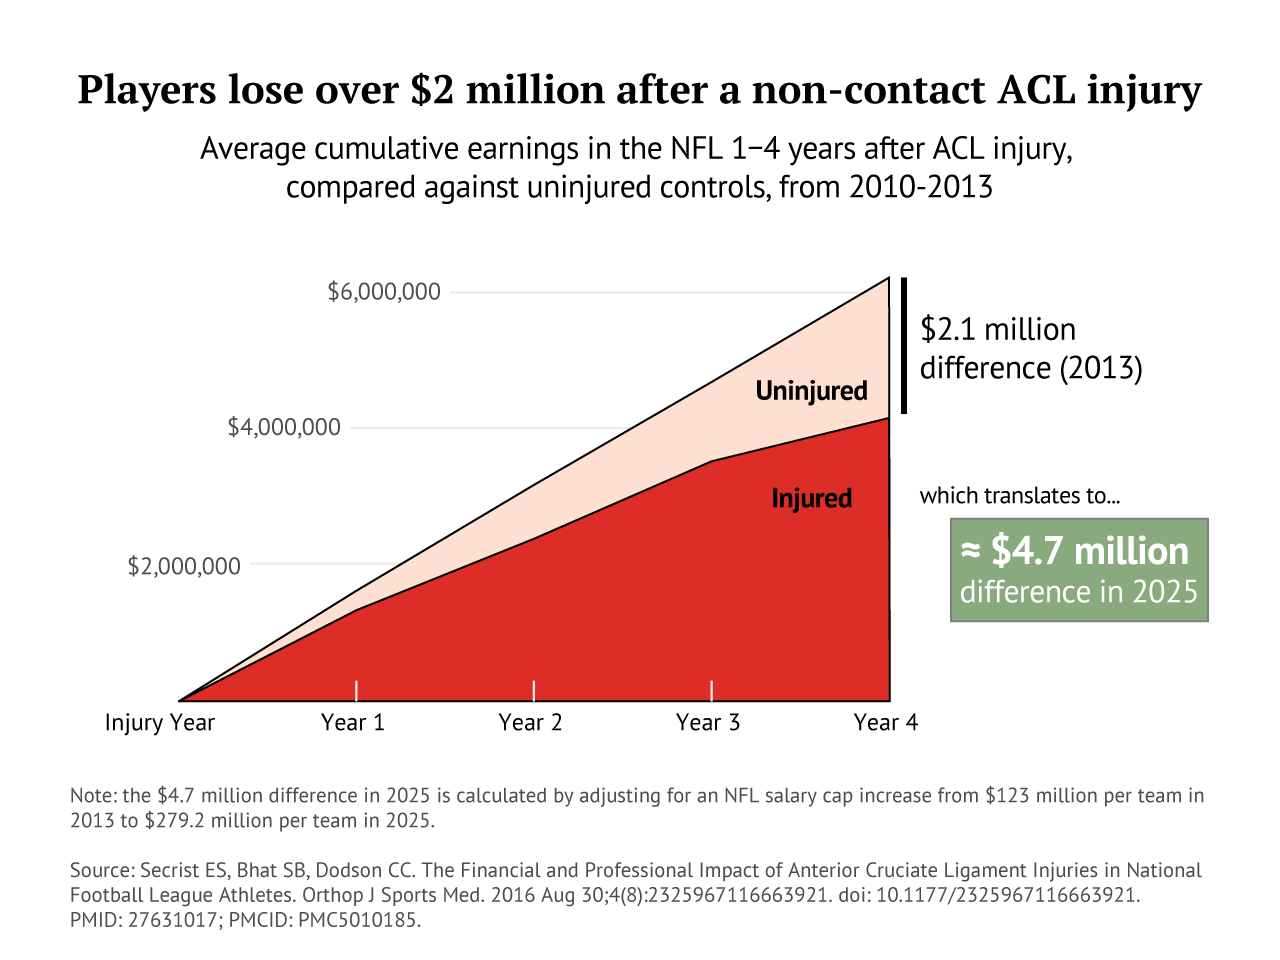 Players lose over $2 million after a non-contact ACL injury
Average cumulative earnings in the NFL 1–4 years after ACL injury,
compared against uninjured controls, from 2010-2013
$6,000,000
$2.1 million
difference (2013)
Uninjured
$4,000,000
Injured
which translates to...
≈ $4.7 million
difference in 2025
$2,000,000
Injury Year
Year 1
Year 2
Year 3
Year 4
Note: the $4.7 million difference in 2025 is calculated by adjusting for an NFL salary cap increase from $123 million per team in
2013 to $279.2 million per team in 2025.
Source: Secrist ES, Bhat SB, Dodson CC. The Financial and Professional Impact of Anterior Cruciate Ligament Injuries in National
Football League Athletes. Orthop J Sports Med. 2016 Aug 30;4(8):2325967116663921. doi: 10.1177/2325967116663921.
PMID: 27631017; PMCID: PMC5010185.